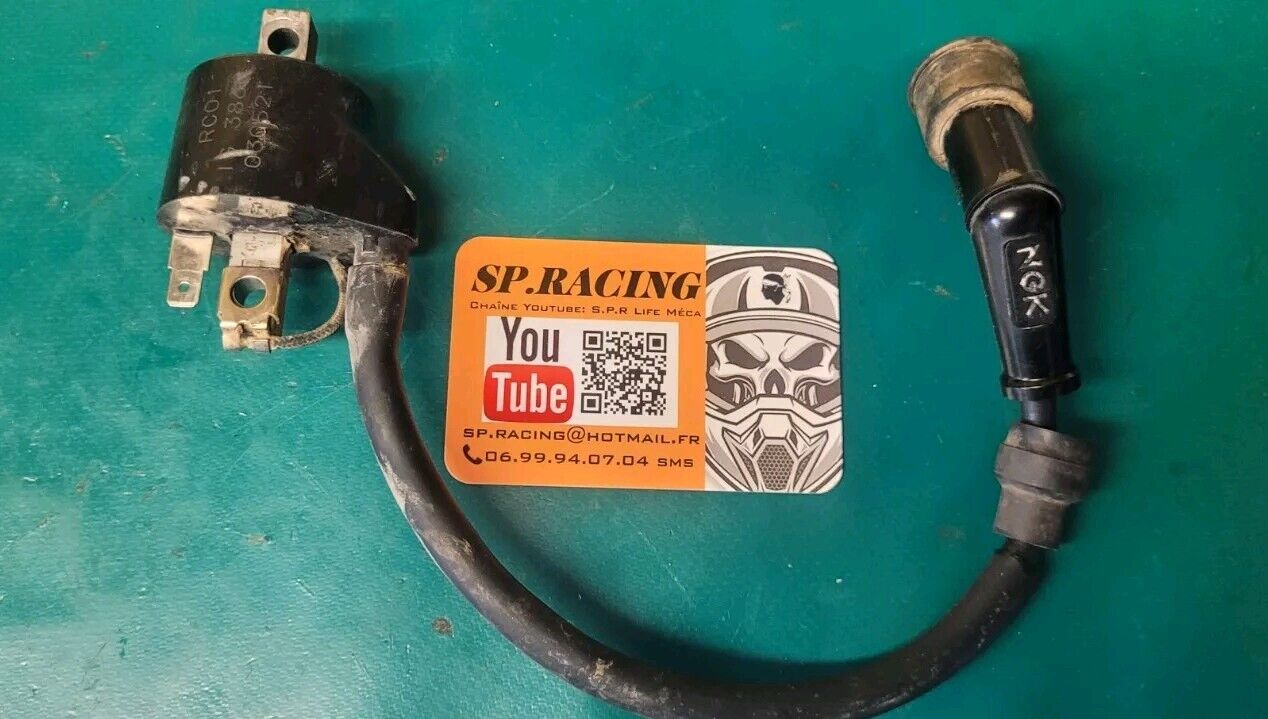 RC01
030621
SP.RACING
CHAÎNE YOUTUBE: S.P.R LIFE MÉCA
You
Tube
SP.RACING@HOTMAIL.FR
06.99.94.07.04 SMS
NGK